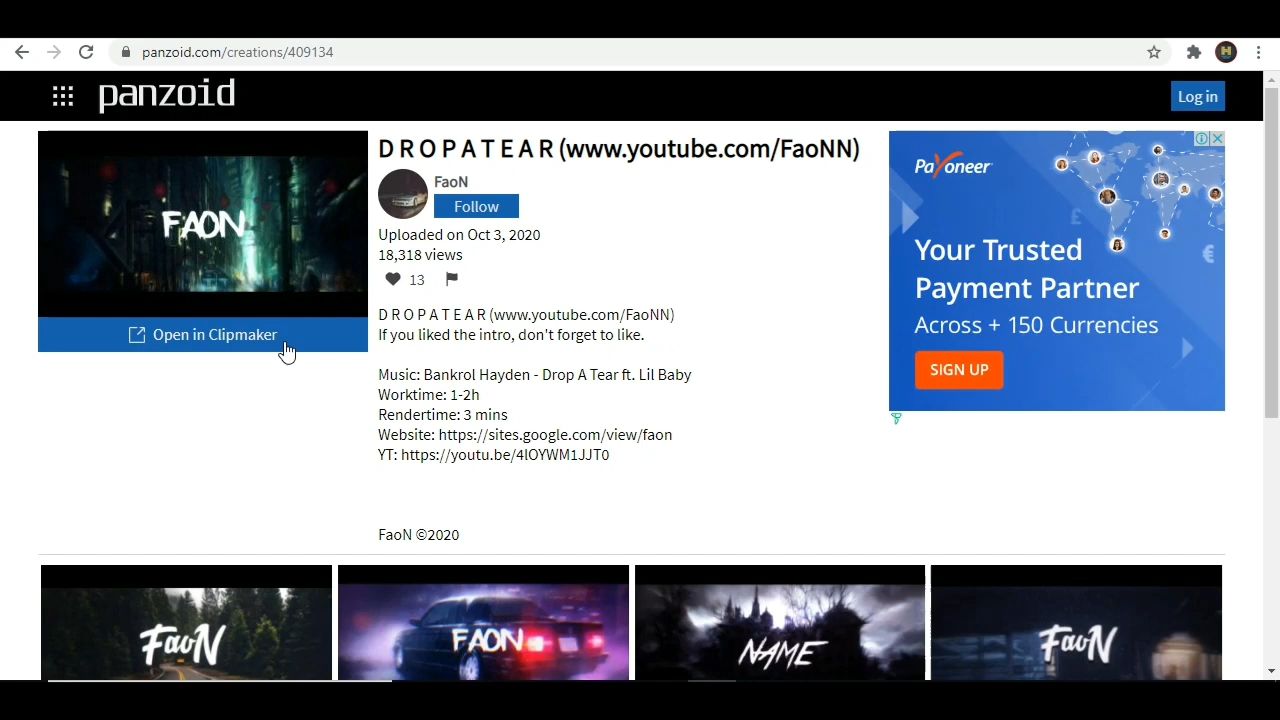 panzoid.com/creations/409134
panzoid
Log in
FAON
Open in Clipmaker
D R O P A T E A R (www.youtube.com/FaoNN)
FaoN
Follow
Uploaded on Oct 3, 2020
18,318 views
13
D R O P A T E A R (www.youtube.com/FaoNN)
If you liked the intro, don't forget to like.
Music: Bankrol Hayden - Drop A Tear ft. Lil Baby
Worktime: 1-2h
Rendertime: 3 mins
Website: https://sites.google.com/view/faon
YT: https://youtu.be/4lOYWM1JJT0
FaoN ©2020
Payoneer
Your Trusted
Payment Partner
Across + 150 Currencies
SIGN UP
FaoN
FAON
NAME
FaoN